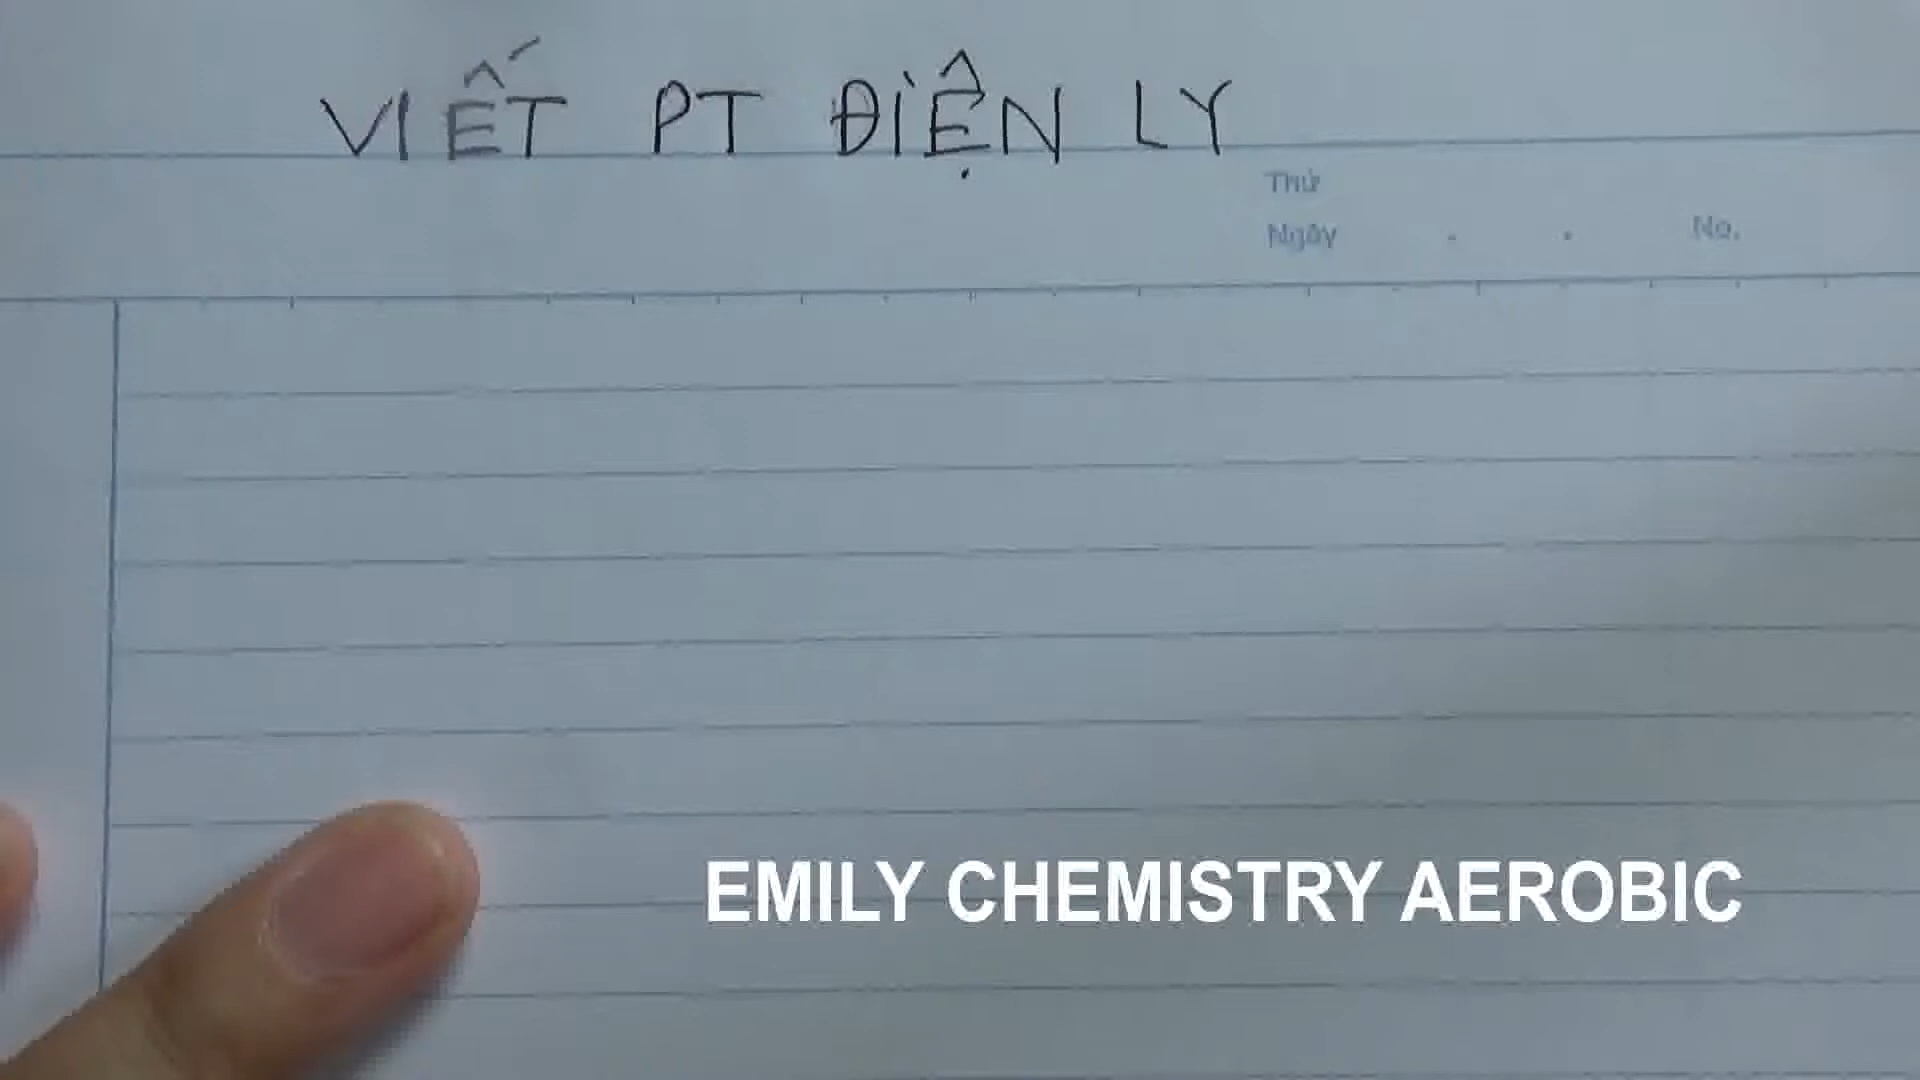 VIẾT PT ĐIỆN LY
Thứ
Ngày . . No.
EMILY CHEMISTRY AEROBIC